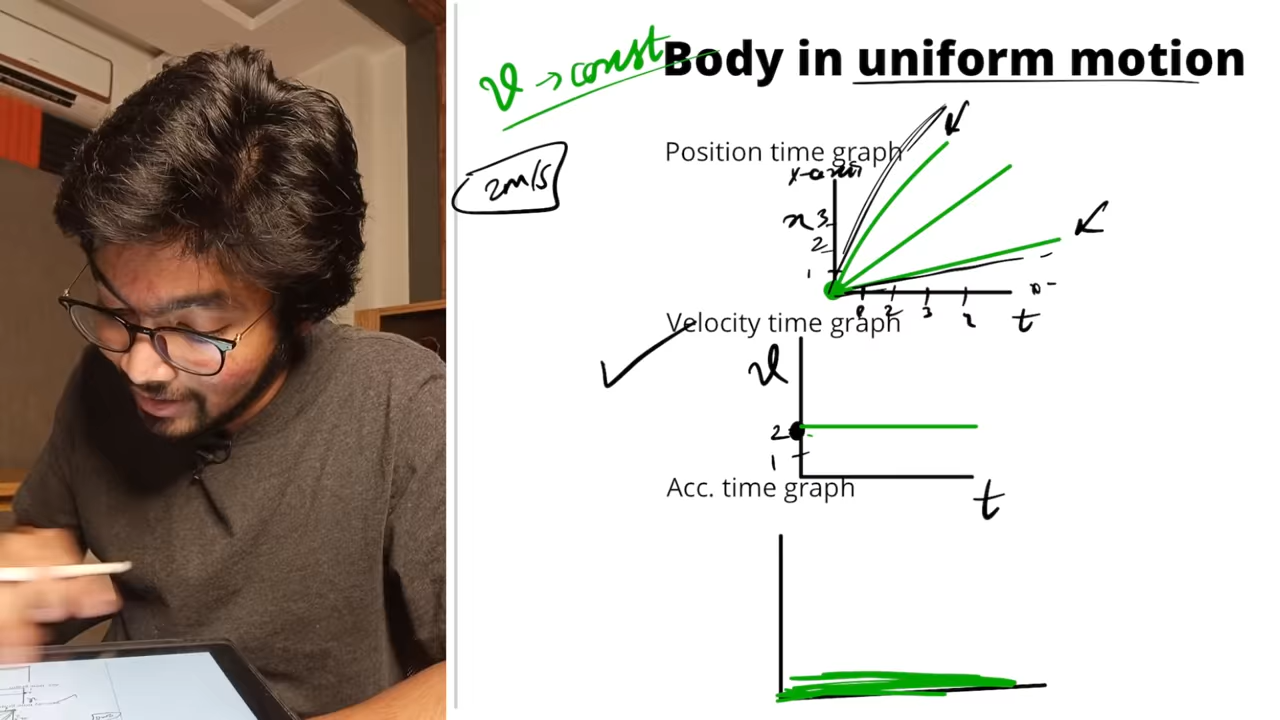 v → const
Body in uniform motion
2m/s
Position time graph
x-axis
x
3
2
1
2
3
t
Velocity time graph
v
2
1
t
Acc. time graph